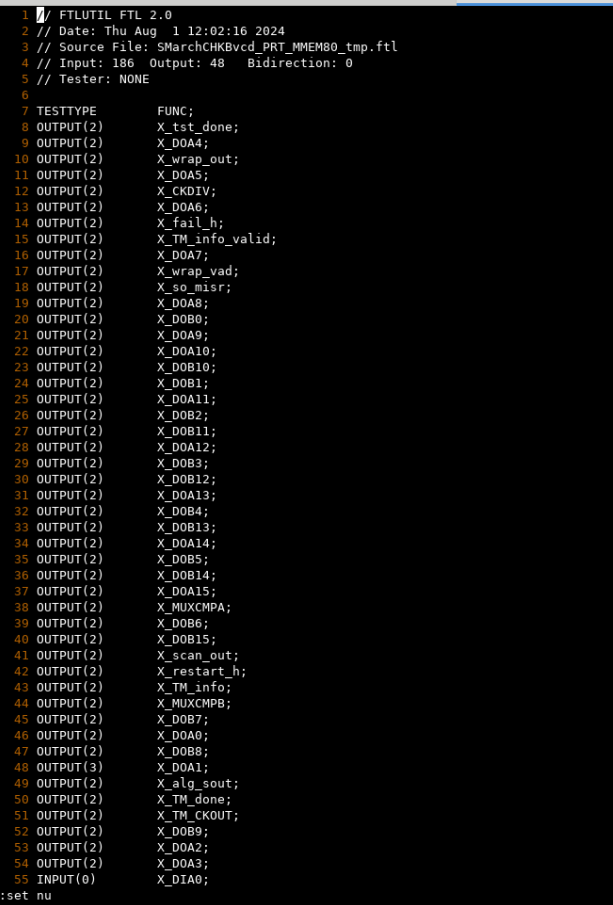 1 // FTLUTIL FTL 2.0
2 // Date: Thu Aug  1 12:02:16 2024
3 // Source File: SMarchCHKBvcd_PRT_MMEM80_tmp.ftl
4 // Input: 186  Output: 48   Bidirection: 0
5 // Tester: NONE
6
7 TESTTYPE       FUNC;
8 OUTPUT(2)       X_tst_done;
9 OUTPUT(2)       X_DOA4;
10 OUTPUT(2)       X_wrap_out;
11 OUTPUT(2)       X_DOA5;
12 OUTPUT(2)       X_CKDIV;
13 OUTPUT(2)       X_DOA6;
14 OUTPUT(2)       X_fail_h;
15 OUTPUT(2)       X_TM_info_valid;
16 OUTPUT(2)       X_DOA7;
17 OUTPUT(2)       X_wrap_vad;
18 OUTPUT(2)       X_so_misr;
19 OUTPUT(2)       X_DOA8;
20 OUTPUT(2)       X_DOB0;
21 OUTPUT(2)       X_DOA9;
22 OUTPUT(2)       X_DOA10;
23 OUTPUT(2)       X_DOB10;
24 OUTPUT(2)       X_DOB1;
25 OUTPUT(2)       X_DOA11;
26 OUTPUT(2)       X_DOB2;
27 OUTPUT(2)       X_DOB11;
28 OUTPUT(2)       X_DOA12;
29 OUTPUT(2)       X_DOB3;
30 OUTPUT(2)       X_DOB12;
31 OUTPUT(2)       X_DOA13;
32 OUTPUT(2)       X_DOB4;
33 OUTPUT(2)       X_DOB13;
34 OUTPUT(2)       X_DOA14;
35 OUTPUT(2)       X_DOB5;
36 OUTPUT(2)       X_DOB14;
37 OUTPUT(2)       X_DOA15;
38 OUTPUT(2)       X_MUXCMPA;
39 OUTPUT(2)       X_DOB6;
40 OUTPUT(2)       X_DOB15;
41 OUTPUT(2)       X_scan_out;
42 OUTPUT(2)       X_restart_h;
43 OUTPUT(2)       X_TM_info;
44 OUTPUT(2)       X_MUXCMPB;
45 OUTPUT(2)       X_DOB7;
46 OUTPUT(2)       X_DOA0;
47 OUTPUT(2)       X_DOB8;
48 OUTPUT(3)       X_DOA1;
49 OUTPUT(2)       X_alg_sout;
50 OUTPUT(2)       X_TM_done;
51 OUTPUT(2)       X_TM_CKOUT;
52 OUTPUT(2)       X_DOB9;
53 OUTPUT(2)       X_DOA2;
54 OUTPUT(2)       X_DOA3;
55 INPUT(0)        X_DIA0;
:set nu